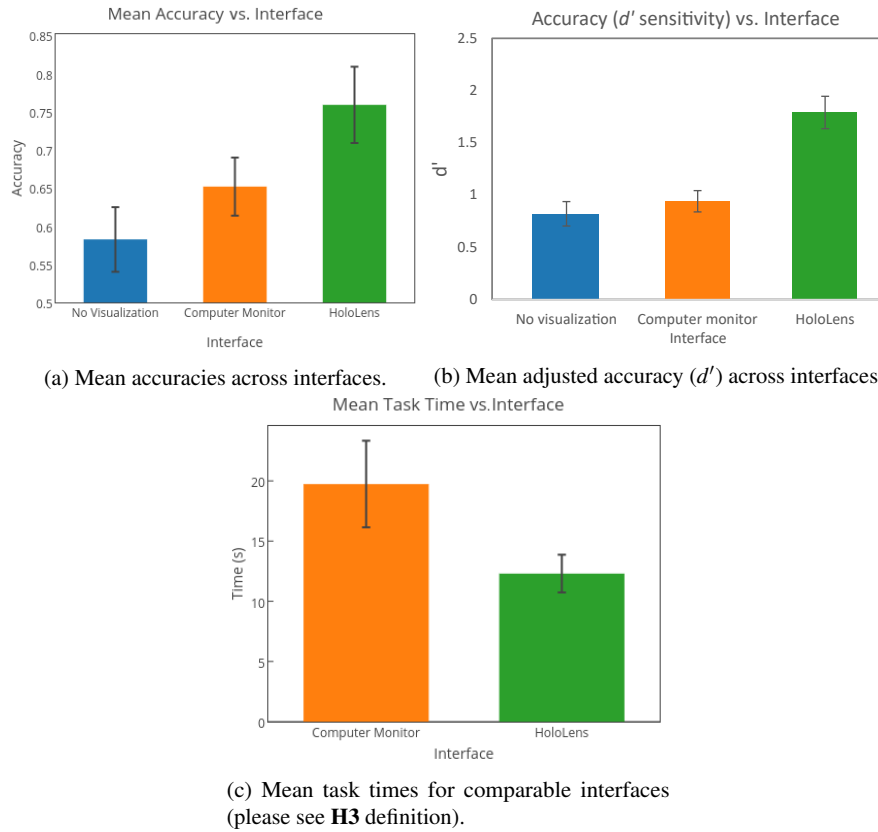 Mean Accuracy vs. Interface
0.85
0.8
0.75
0.7
0.65
0.6
0.55
0.5
Accuracy
No Visualization
Computer Monitor
HoloLens
Interface
(a) Mean accuracies across interfaces.
Accuracy (d′ sensitivity) vs. Interface
2.5
2
1.5
1
0.5
0
d'
No visualization
Computer monitor
HoloLens
Interface
(b) Mean adjusted accuracy (d′) across interfaces
Mean Task Time vs.Interface
20
15
10
5
0
Time (s)
Computer Monitor
HoloLens
Interface
(c) Mean task times for comparable interfaces
(please see H3 definition).